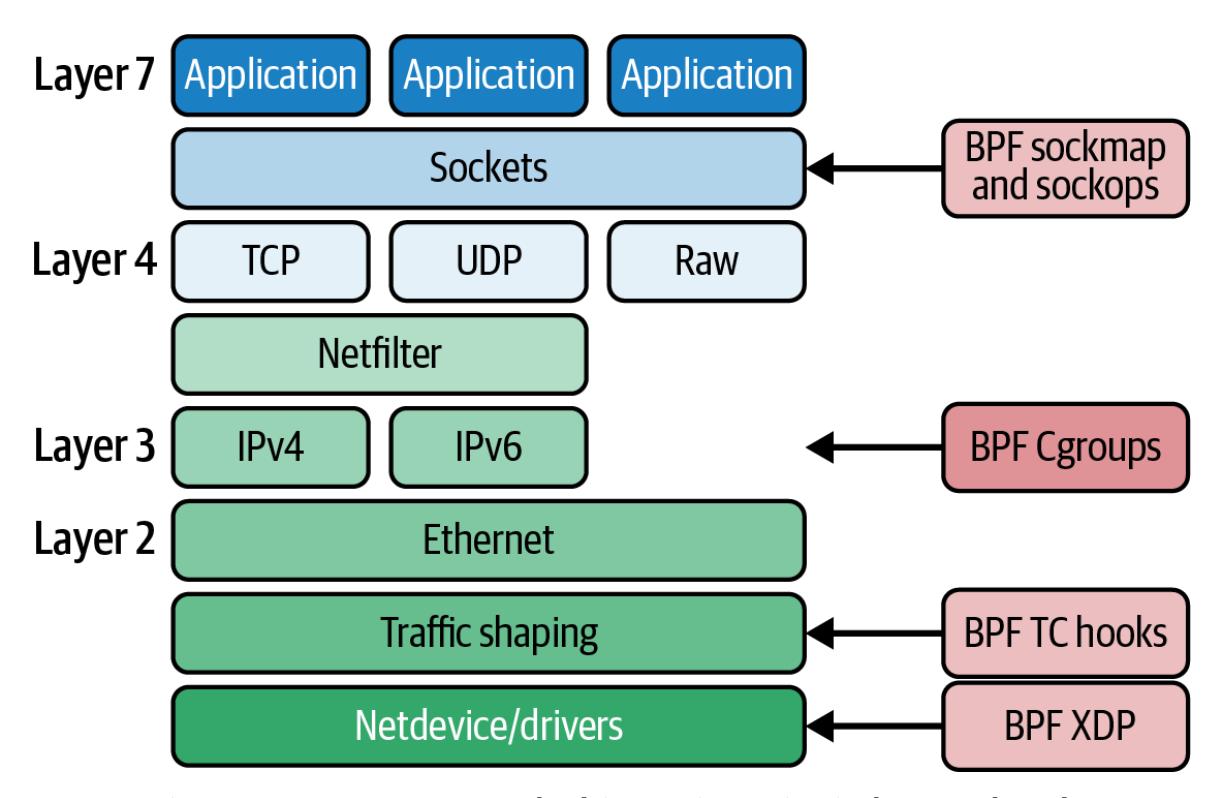 Layer 7
Application
Application
Application
Sockets
BPF sockmap
and sockops
Layer 4
TCP
UDP
Raw
Netfilter
Layer 3
IPv4
IPv6
BPF Cgroups
Layer 2
Ethernet
Traffic shaping
BPF TC hooks
Netdevice/drivers
BPF XDP